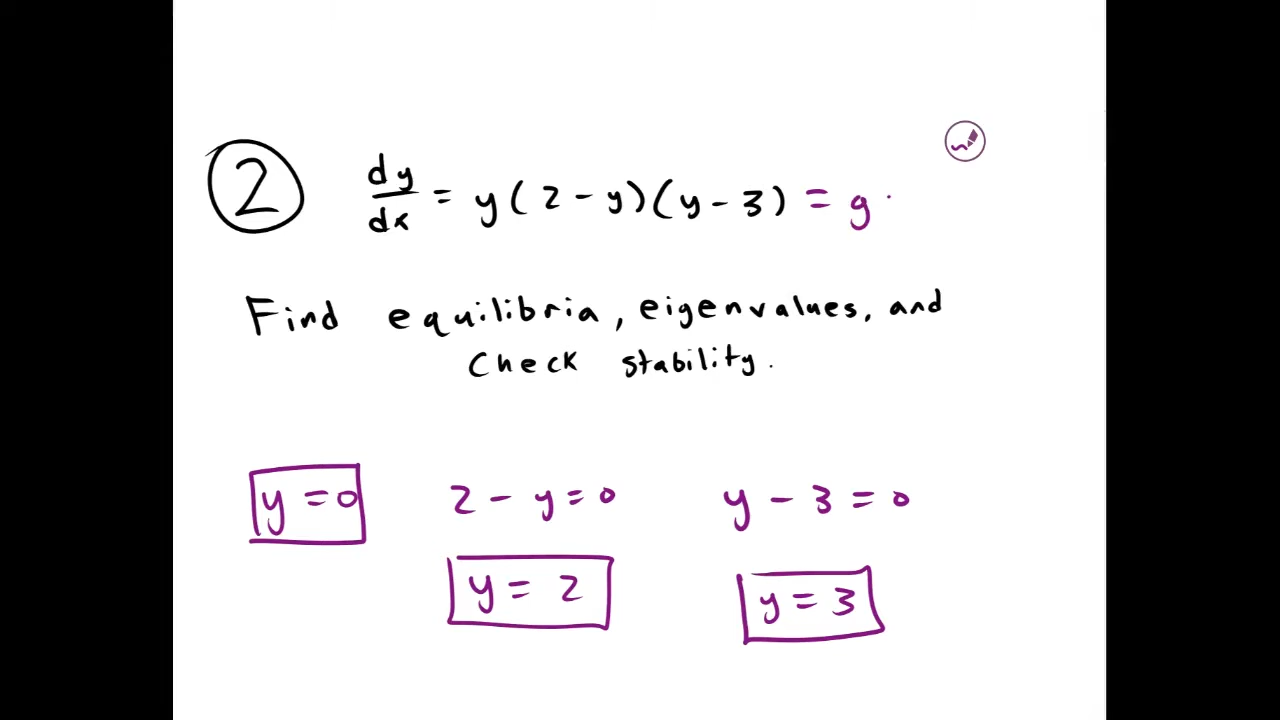 2 dy/dx = y(2-y)(y-3) = g
Find equilibria, eigenvalues, and
Check stability.
y=0 2-y=0 y-3=0
y=2 y=3